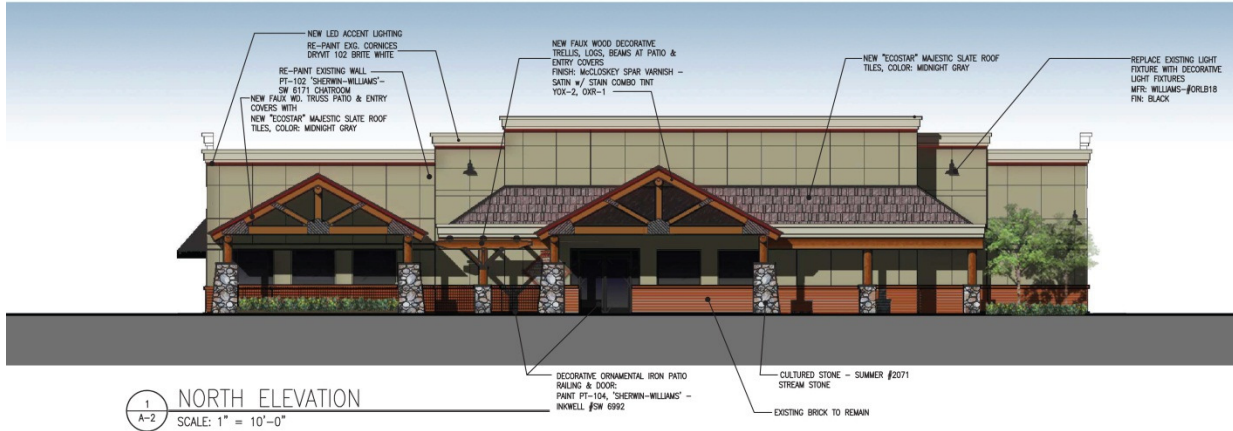 NEW LED ACCENT LIGHTING
RE-PAINT EXG. CORNICES
DRYVIT 102 BRITE WHITE
RE-PAINT EXISTING WALL
PT-102 'SHERWIN-WILLIAMS'-
SW 6171 CHATROOM
NEW FAUX WD. TRUSS PATIO & ENTRY
COVERS WITH
NEW "ECOSTAR" MAJESTIC SLATE ROOF
TILES, COLOR: MIDNIGHT GRAY
NEW FAUX WOOD DECORATIVE
TRELLIS, LOGS, BEAMS AT PATIO &
ENTRY COVERS
FINISH: McCLOSKEY SPAR VARNISH -
SATIN w/ STAIN COMBO TINT
YOX-2, OXR-1
NEW "ECOSTAR" MAJESTIC SLATE ROOF
TILES, COLOR: MIDNIGHT GRAY
REPLACE EXISTING LIGHT
FIXTURE WITH DECORATIVE
LIGHT FIXTURES
MFR: WILLIAMS-#ORLB18
FIN: BLACK
DECORATIVE ORNAMENTAL IRON PATIO
RAILING & DOOR:
PAINT PT-104, 'SHERWIN-WILLIAMS' -
INKWELL #SW 6992
CULTURED STONE - SUMMER #2071
STREAM STONE
EXISTING BRICK TO REMAIN
1
A-2
NORTH ELEVATION
SCALE: 1" = 10'-0"